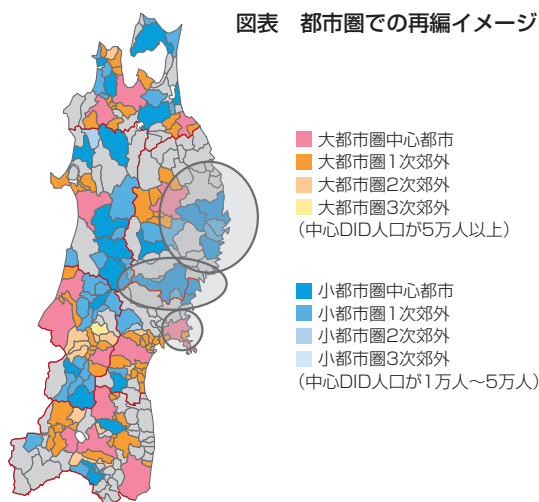 図表　都市圏での再編イメージ
大都市圏中心都市
大都市圏1次郊外
大都市圏2次郊外
大都市圏3次郊外
（中心DID人口が5万人以上）
小都市圏中心都市
小都市圏1次郊外
小都市圏2次郊外
小都市圏3次郊外
（中心DID人口が1万人～5万人）